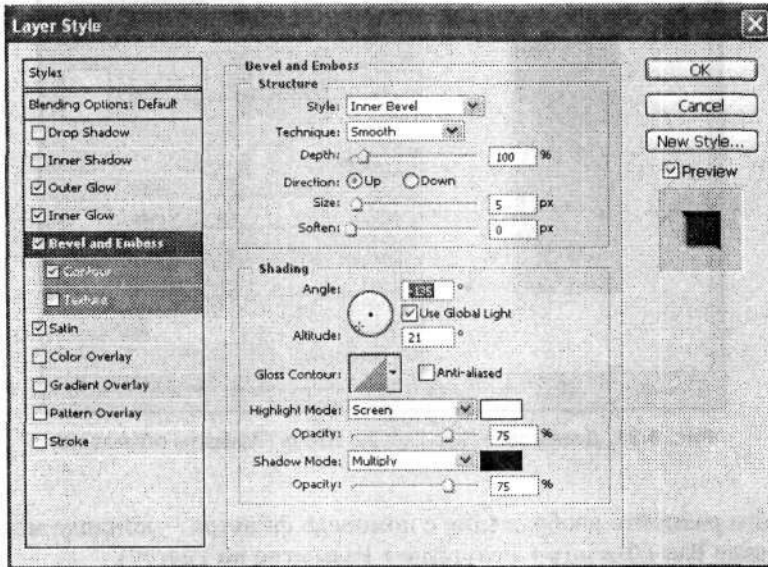 Layer Style
Styles
Blending Options: Default
Drop Shadow
Inner Shadow
Outer Glow
Inner Glow
Bevel and Emboss
Contour
Texture
Satin
Color Overlay
Gradient Overlay
Pattern Overlay
Stroke
Bevel and Emboss
Structure
Style: Inner Bevel
Technique: Smooth
Depth: 100 %
Direction: Up Down
Size: 5 px
Soften: 0 px
Shading
Angle: -135 °
Use Global Light
Altitude: 21 °
Gloss Contour: Anti-aliased
Highlight Mode: Screen
Opacity: 75 %
Shadow Mode: Multiply
Opacity: 75 %
OK
Cancel
New Style...
Preview